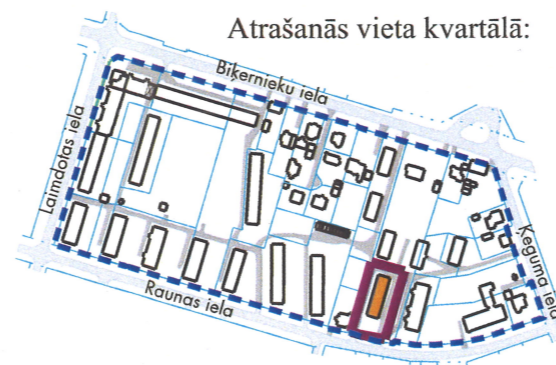 Atrašanās vieta kvartālā:
Biķernieku iela
Laimdotas iela
Ķeguma iela
Raunas iela